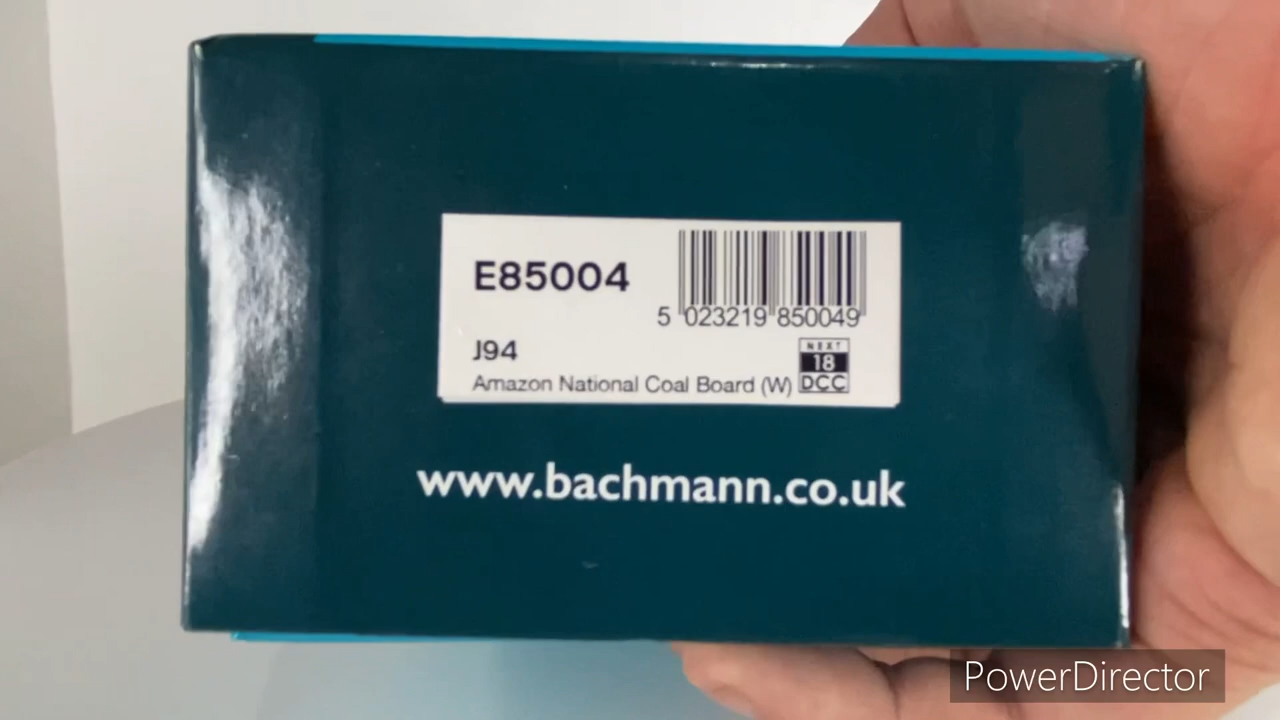 E85004
5 023219 850049
J94
NEXT
18
DCC
Amazon National Coal Board (W)
www.bachmann.co.uk
PowerDirector